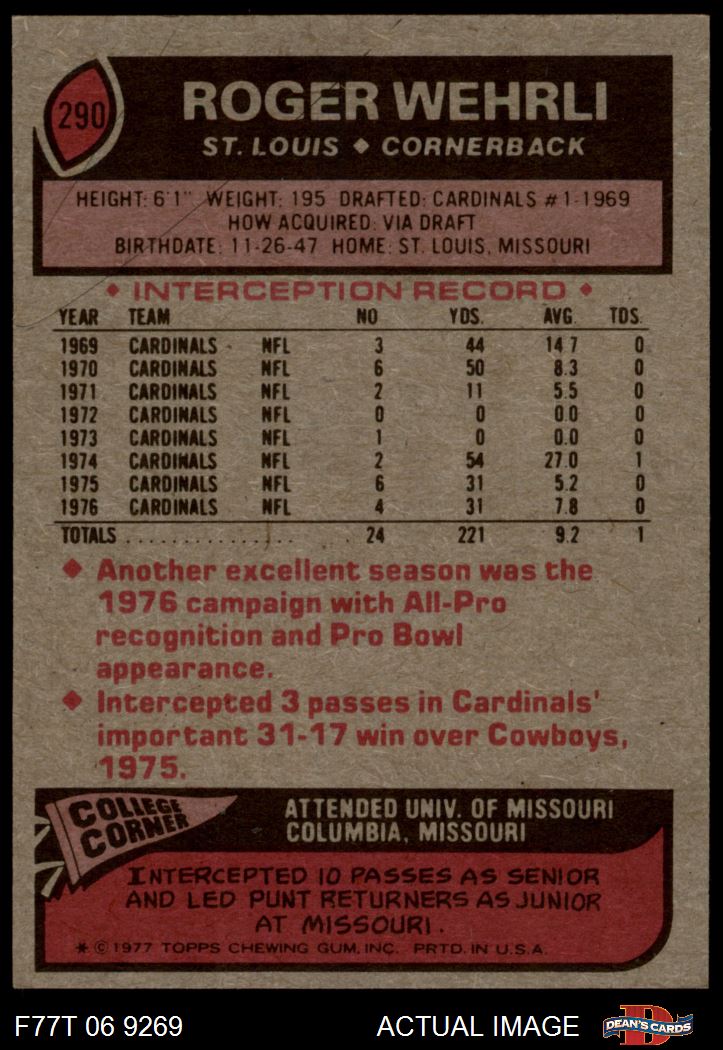 290
ROGER WEHRLI
ST. LOUIS ♦ CORNERBACK
HEIGHT: 6'1" WEIGHT: 195 DRAFTED: CARDINALS #1-1969
HOW ACQUIRED: VIA DRAFT
BIRTHDATE: 11-26-47 HOME: ST. LOUIS, MISSOURI
♦ INTERCEPTION RECORD ♦
YEAR TEAM NO YDS. AVG. TDS.
1969 CARDINALS NFL 3 44 14.7 0
1970 CARDINALS NFL 6 50 8.3 0
1971 CARDINALS NFL 2 11 5.5 0
1972 CARDINALS NFL 0 0 0.0 0
1973 CARDINALS NFL 1 0 0.0 0
1974 CARDINALS NFL 2 54 27.0 1
1975 CARDINALS NFL 6 31 5.2 0
1976 CARDINALS NFL 4 31 7.8 0
TOTALS . . . . . . . . . . . . . . . 24 221 9.2 1
♦ Another excellent season was the
1976 campaign with All-Pro
recognition and Pro Bowl
appearance.
♦ Intercepted 3 passes in Cardinals'
important 31-17 win over Cowboys,
1975.
COLLEGE
CORNER
ATTENDED UNIV. OF MISSOURI
COLUMBIA, MISSOURI
INTERCEPTED 10 PASSES AS SENIOR
AND LED PUNT RETURNERS AS JUNIOR
AT MISSOURI.
* © 1977 TOPPS CHEWING GUM, INC. PRTD. IN U.S.A.
F77T 06 9269 ACTUAL IMAGE
D
DEAN'S CARDS